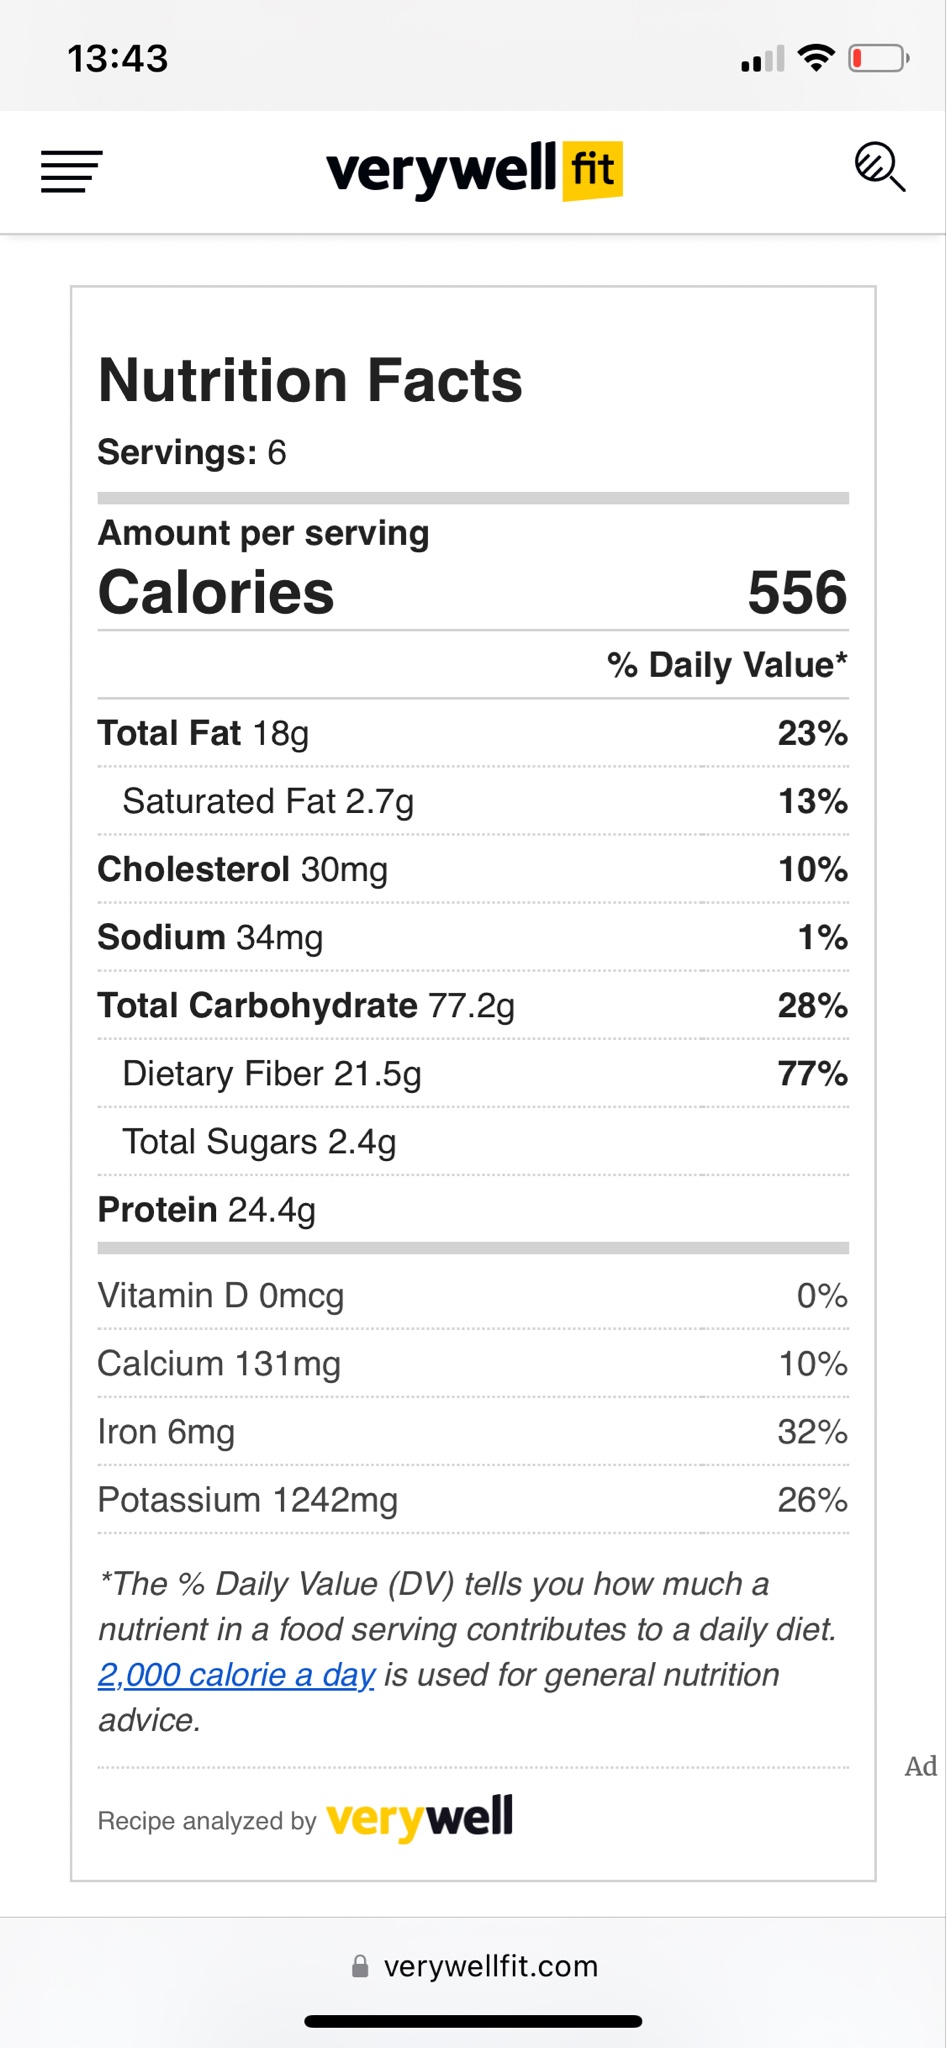 13:43
verywell fit
Nutrition Facts
Servings: 6
Amount per serving
Calories 556
% Daily Value*
Total Fat 18g 23%
Saturated Fat 2.7g 13%
Cholesterol 30mg 10%
Sodium 34mg 1%
Total Carbohydrate 77.2g 28%
Dietary Fiber 21.5g 77%
Total Sugars 2.4g
Protein 24.4g
Vitamin D 0mcg 0%
Calcium 131mg 10%
Iron 6mg 32%
Potassium 1242mg 26%
*The % Daily Value (DV) tells you how much a
nutrient in a food serving contributes to a daily diet.
2,000 calorie a day is used for general nutrition
advice.
Ad
Recipe analyzed by verywell
verywellfit.com